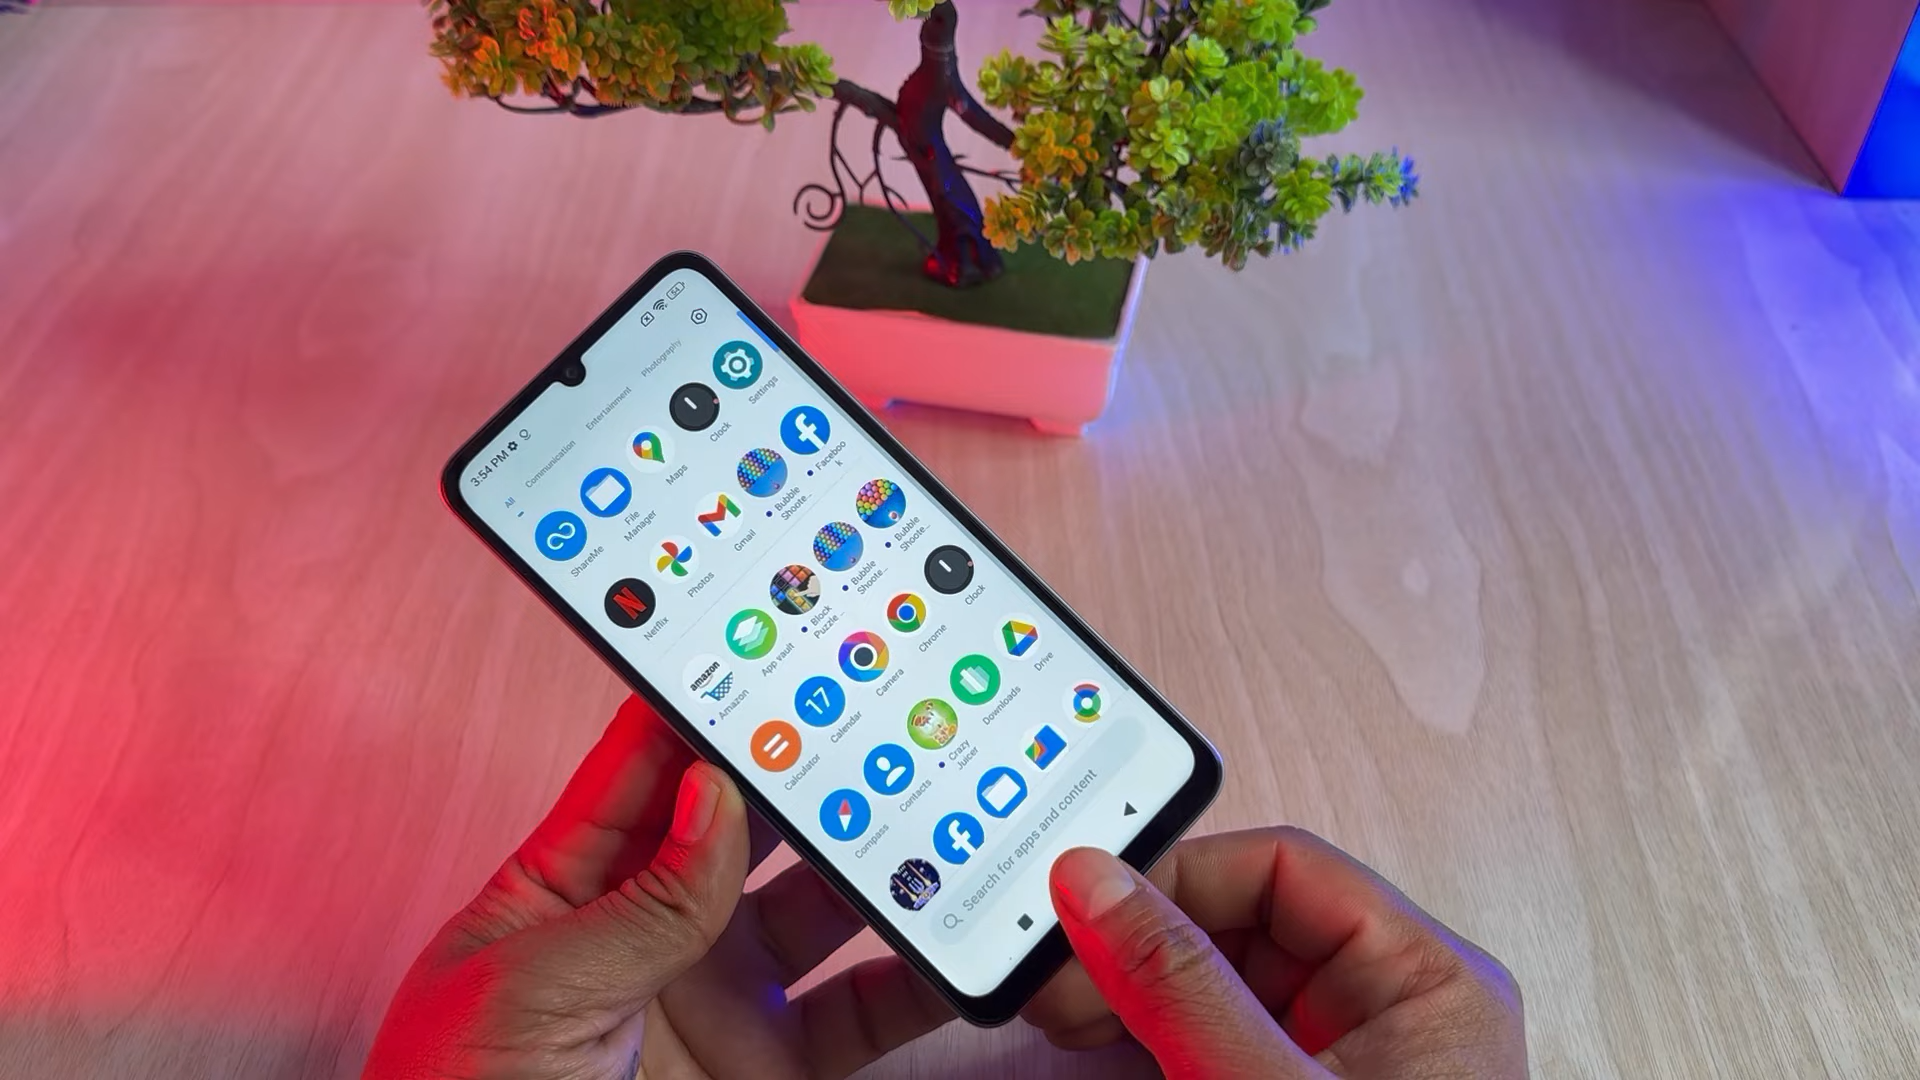 3:54 PM
54
All Communication Entertainment Photography
ShareMe
File
Manager
Maps
Clock
Settings
Netflix
Photos
Gmail
Bubble
Shoote...
Faceboo
k
amazon
Amazon
App vault
Block
Puzzle...
Bubble
Shoote...
Bubble
Shoote...
Calculator
17
Calendar
Camera
Chrome
Clock
Compass
Contacts
Crazy
Juicer
Downloads
Drive
Search for apps and content